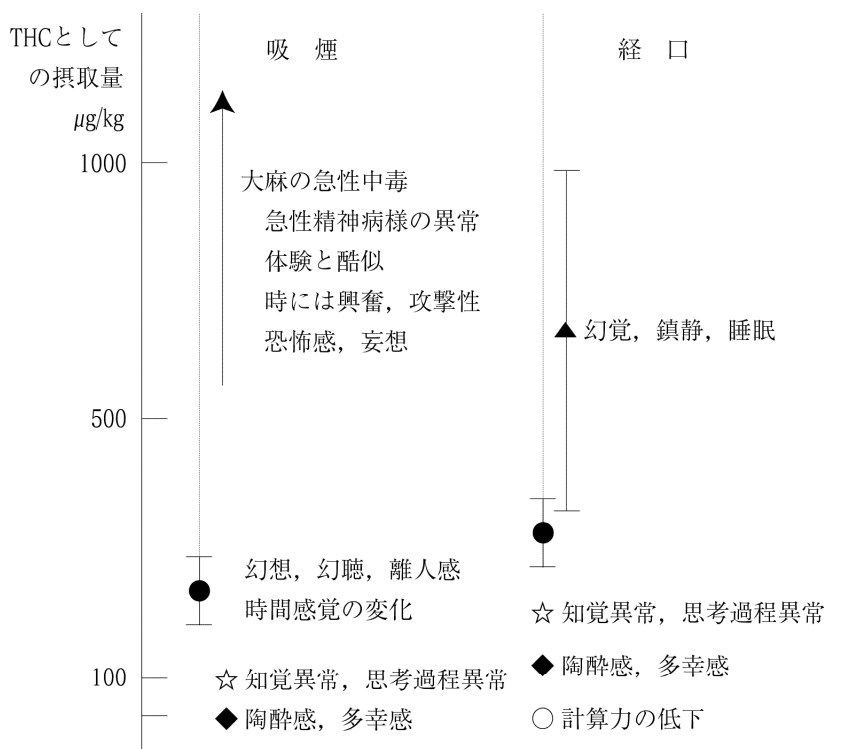 THCとして
の摂取量
μg/kg
1000
500
100
吸 煙
大麻の急性中毒
急性精神病様の異常
体験と酷似
時には興奮，攻撃性
恐怖感，妄想
幻想，幻聴，離人感
時間感覚の変化
☆ 知覚異常，思考過程異常
◆ 陶酔感，多幸感
経 口
▲ 幻覚，鎮静，睡眠
☆ 知覚異常，思考過程異常
◆ 陶酔感，多幸感
○ 計算力の低下